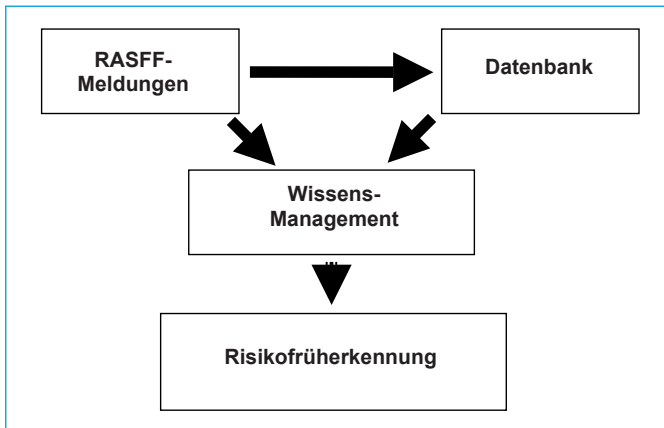 RASFF-
Meldungen
Datenbank
Wissens-
Management
Risikofrüherkennung